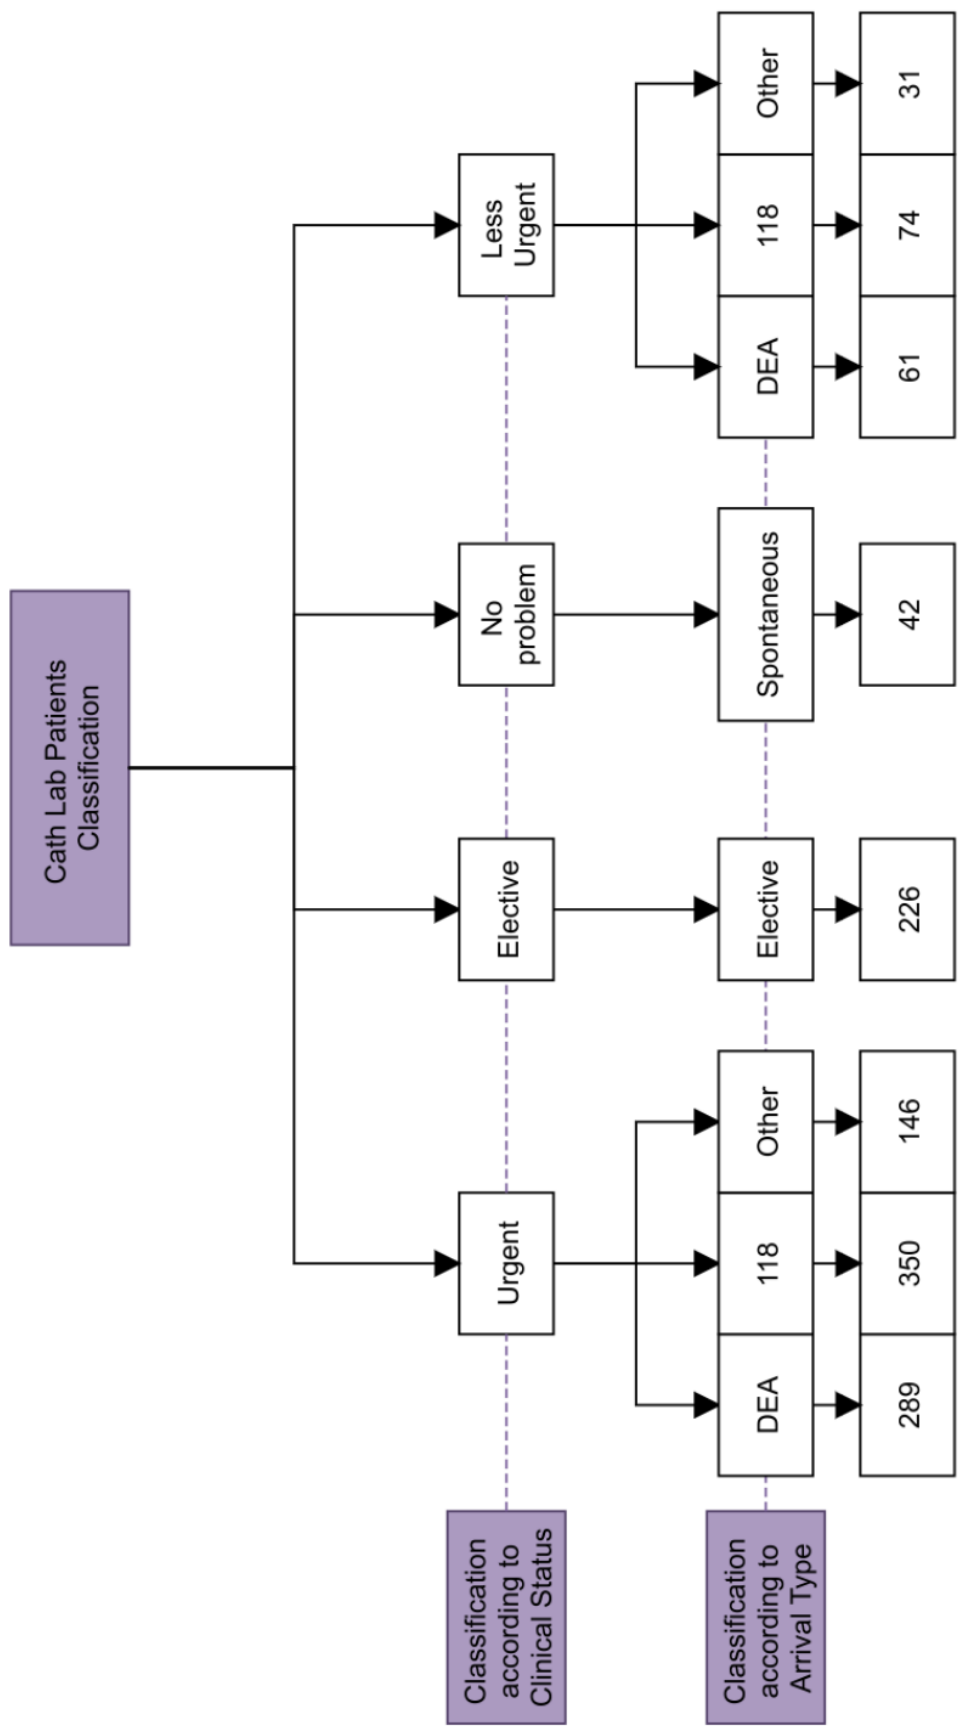 Cath Lab Patients
Classification
Classification
according to
Clinical Status
Urgent
Elective
No
problem
Less
Urgent
Classification
according to
Arrival Type
DEA
118
Other
Elective
Spontaneous
DEA
118
Other
289
350
146
226
42
61
74
31